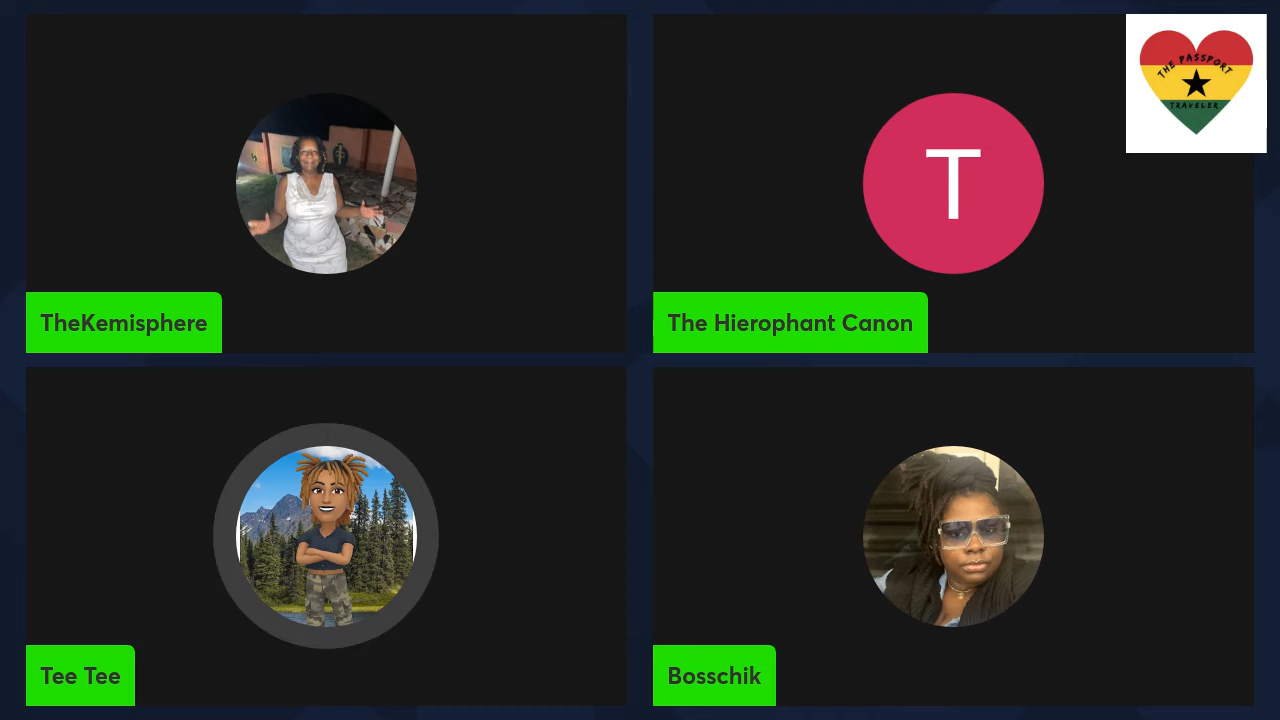 THE PASSPORT
TRAVELER
T
TheKemisphere
The Hierophant Canon
Tee Tee
Bosschik